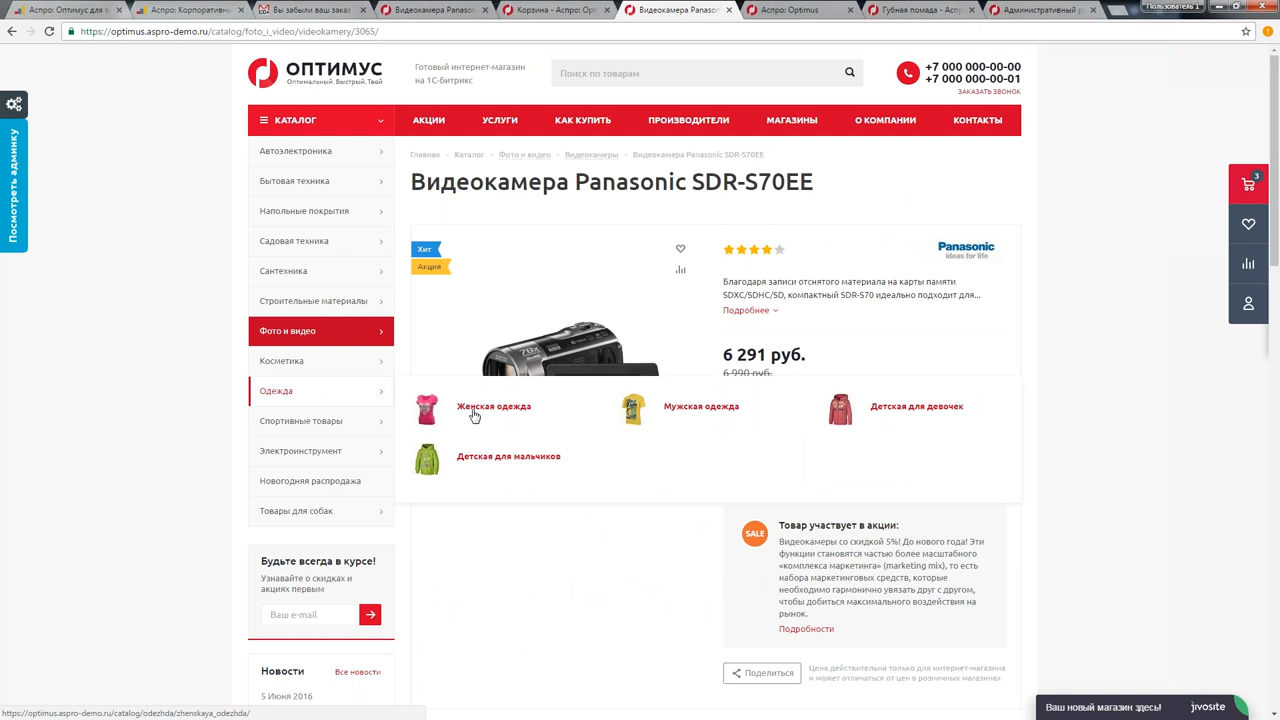 Аспро: Оптимус для в
Аспро: Корпоративн
Вы забыли ваш заказ
Видеокамера Panason
Корзина - Аспро: Опт
Видеокамера Panason
Аспро: Optimus
Губная помада - Аспр
Административный р
Пользователь 1
https://optimus.aspro-demo.ru/catalog/foto_i_video/videokamery/3065/
ОПТИМУС
Оптимальный. Быстрый. Твой
Готовый интернет-магазин
на 1С-Битрикс
Поиск по товарам
+7 000 000-00-00
+7 000 000-00-01
ЗАКАЗАТЬ ЗВОНОК
Посмотреть админку
КАТАЛОГ
АКЦИИ
УСЛУГИ
КАК КУПИТЬ
ПРОИЗВОДИТЕЛИ
МАГАЗИНЫ
О КОМПАНИИ
КОНТАКТЫ
Автоэлектроника
Бытовая техника
Напольные покрытия
Садовая техника
Сантехника
Строительные материалы
Фото и видео
Косметика
Одежда
Спортивные товары
Электроинструмент
Новогодняя распродажа
Товары для собак
Главная - Каталог - Фото и видео - Видеокамеры - Видеокамера Panasonic SDR-S70EE
Видеокамера Panasonic SDR-S70EE
Хит
Акция
Panasonic
ideas for life
Благодаря записи отснятого материала на карты памяти
SDXC/SDHC/SD, компактный SDR-S70 идеально подходит для...
Подробнее
6 291 руб.
6 990 руб.
3
Женская одежда
Мужская одежда
Детская для девочек
Детская для мальчиков
SALE
Товар участвует в акции:
Видеокамеры со скидкой 5%! До нового года! Эти
функции становятся частью более масштабного
«комплекса маркетинга» (marketing mix), то есть
набора маркетинговых средств, которые
необходимо гармонично увязать друг с другом,
чтобы добиться максимального воздействия на
рынок.
Подробности
Поделиться
Цена действительна только для интернет-магазина
и может отличаться от цен в розничных магазинах
Будьте всегда в курсе!
Узнавайте о скидках и
акциях первым
Ваш e-mail
Новости
Все новости
5 Июня 2016
https://optimus.aspro-demo.ru/catalog/odezhda/zhenskaya_odezhda/
Ваш новый магазин здесь!
jivosite